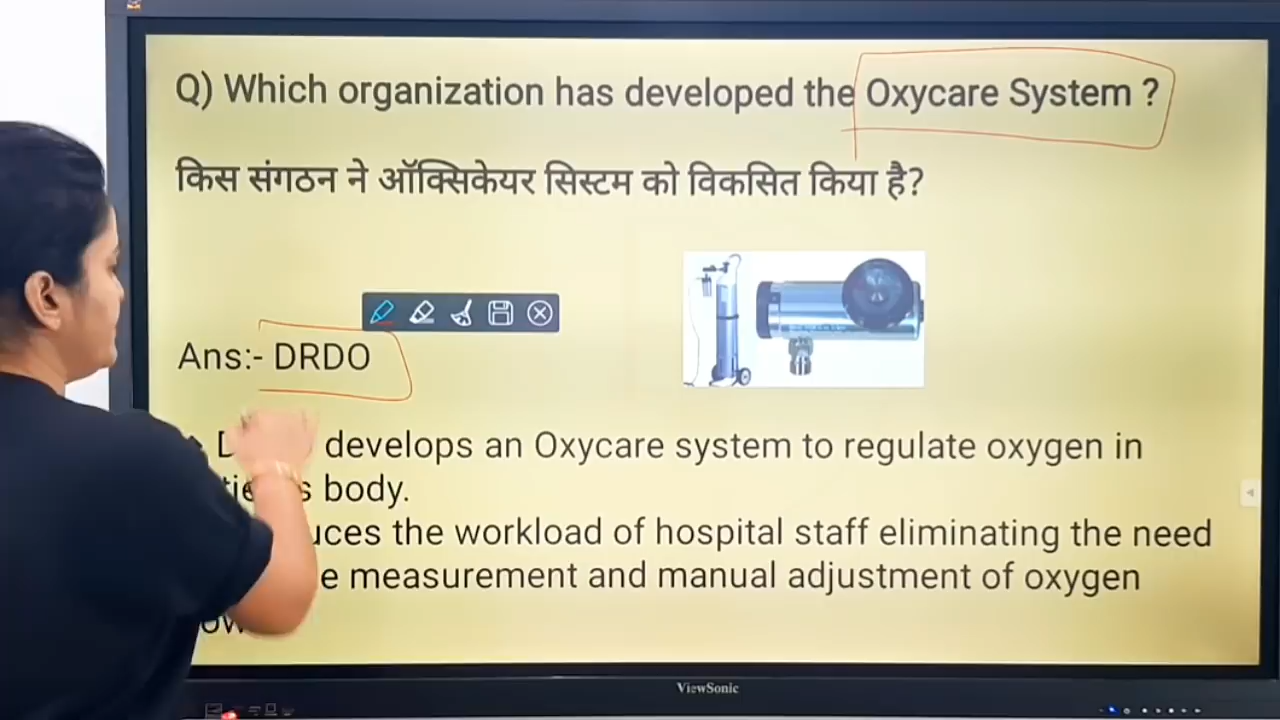 Q) Which organization has developed the Oxycare System ?
किस संगठन ने ऑक्सिकेयर सिस्टम को विकसित किया है?
Ans:- DRDO
develops an Oxycare system to regulate oxygen in
body.
the workload of hospital staff eliminating the need
measurement and manual adjustment of oxygen
ViewSonic